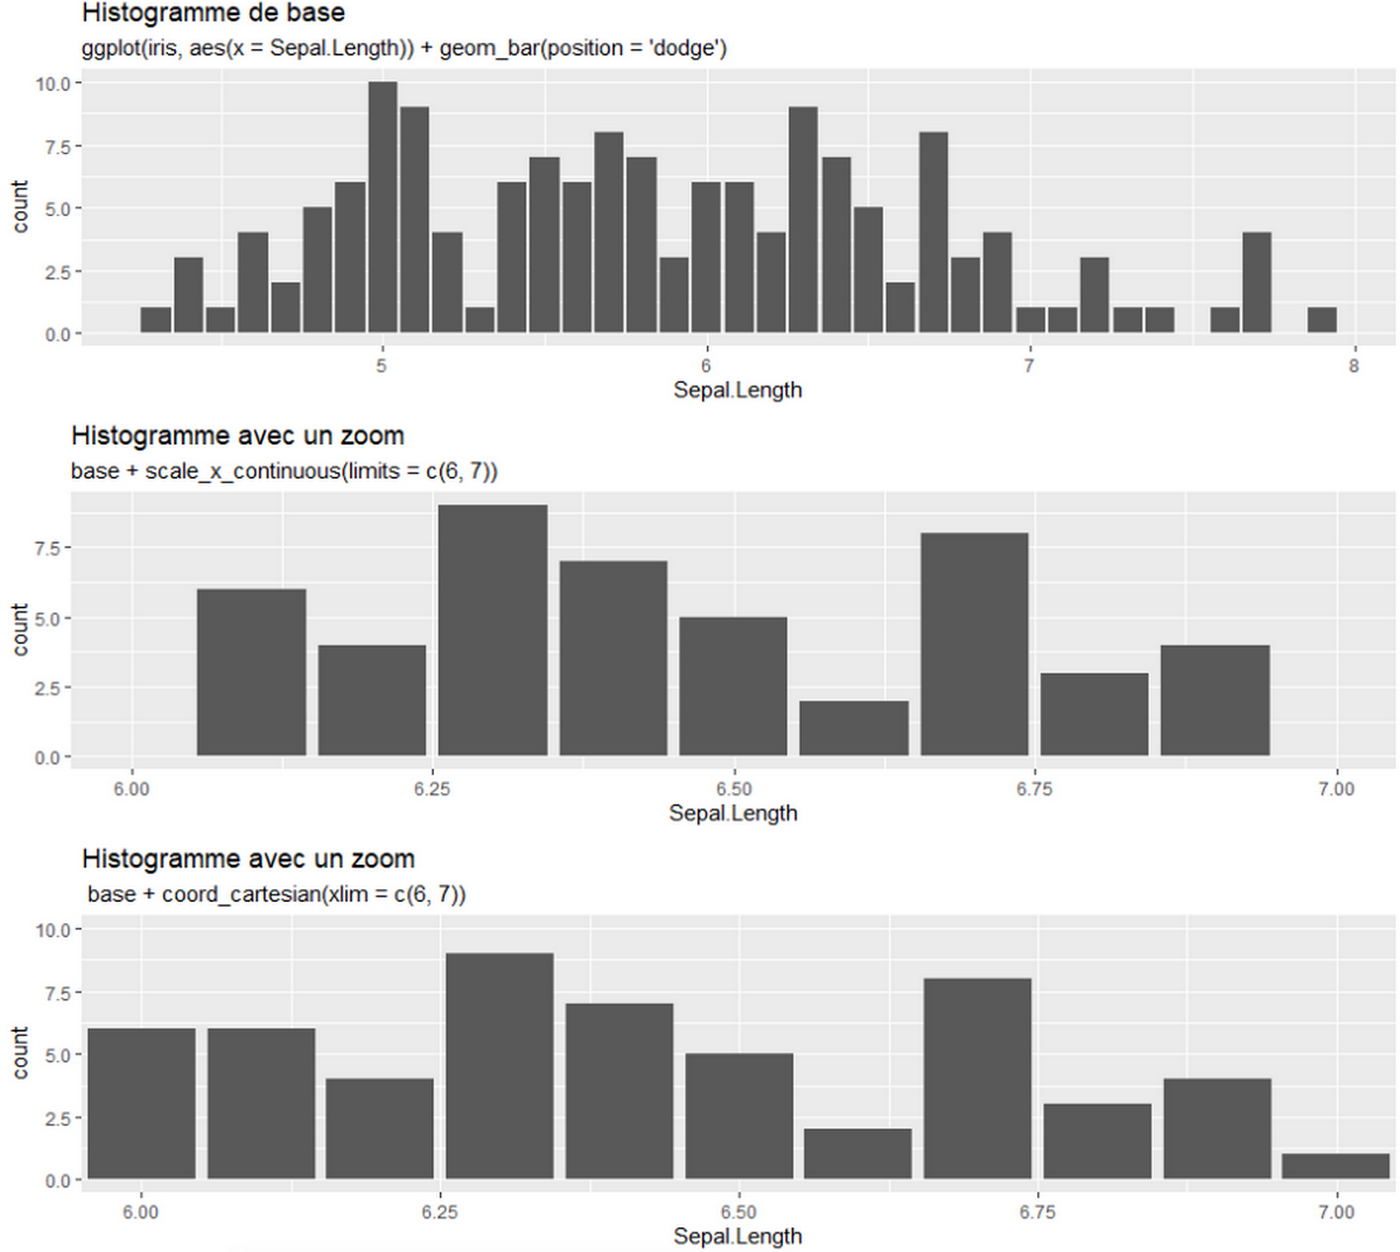 Histogramme de base
ggplot(iris, aes(x = Sepal.Length)) + geom_bar(position = 'dodge')
10.0
7.5
5.0
2.5
0.0
count
5 6 7 8
Sepal.Length
Histogramme avec un zoom
base + scale_x_continuous(limits = c(6, 7))
7.5
5.0
2.5
0.0
count
6.00 6.25 6.50 6.75 7.00
Sepal.Length
Histogramme avec un zoom
base + coord_cartesian(xlim = c(6, 7))
10.0
7.5
5.0
2.5
0.0
count
6.00 6.25 6.50 6.75 7.00
Sepal.Length